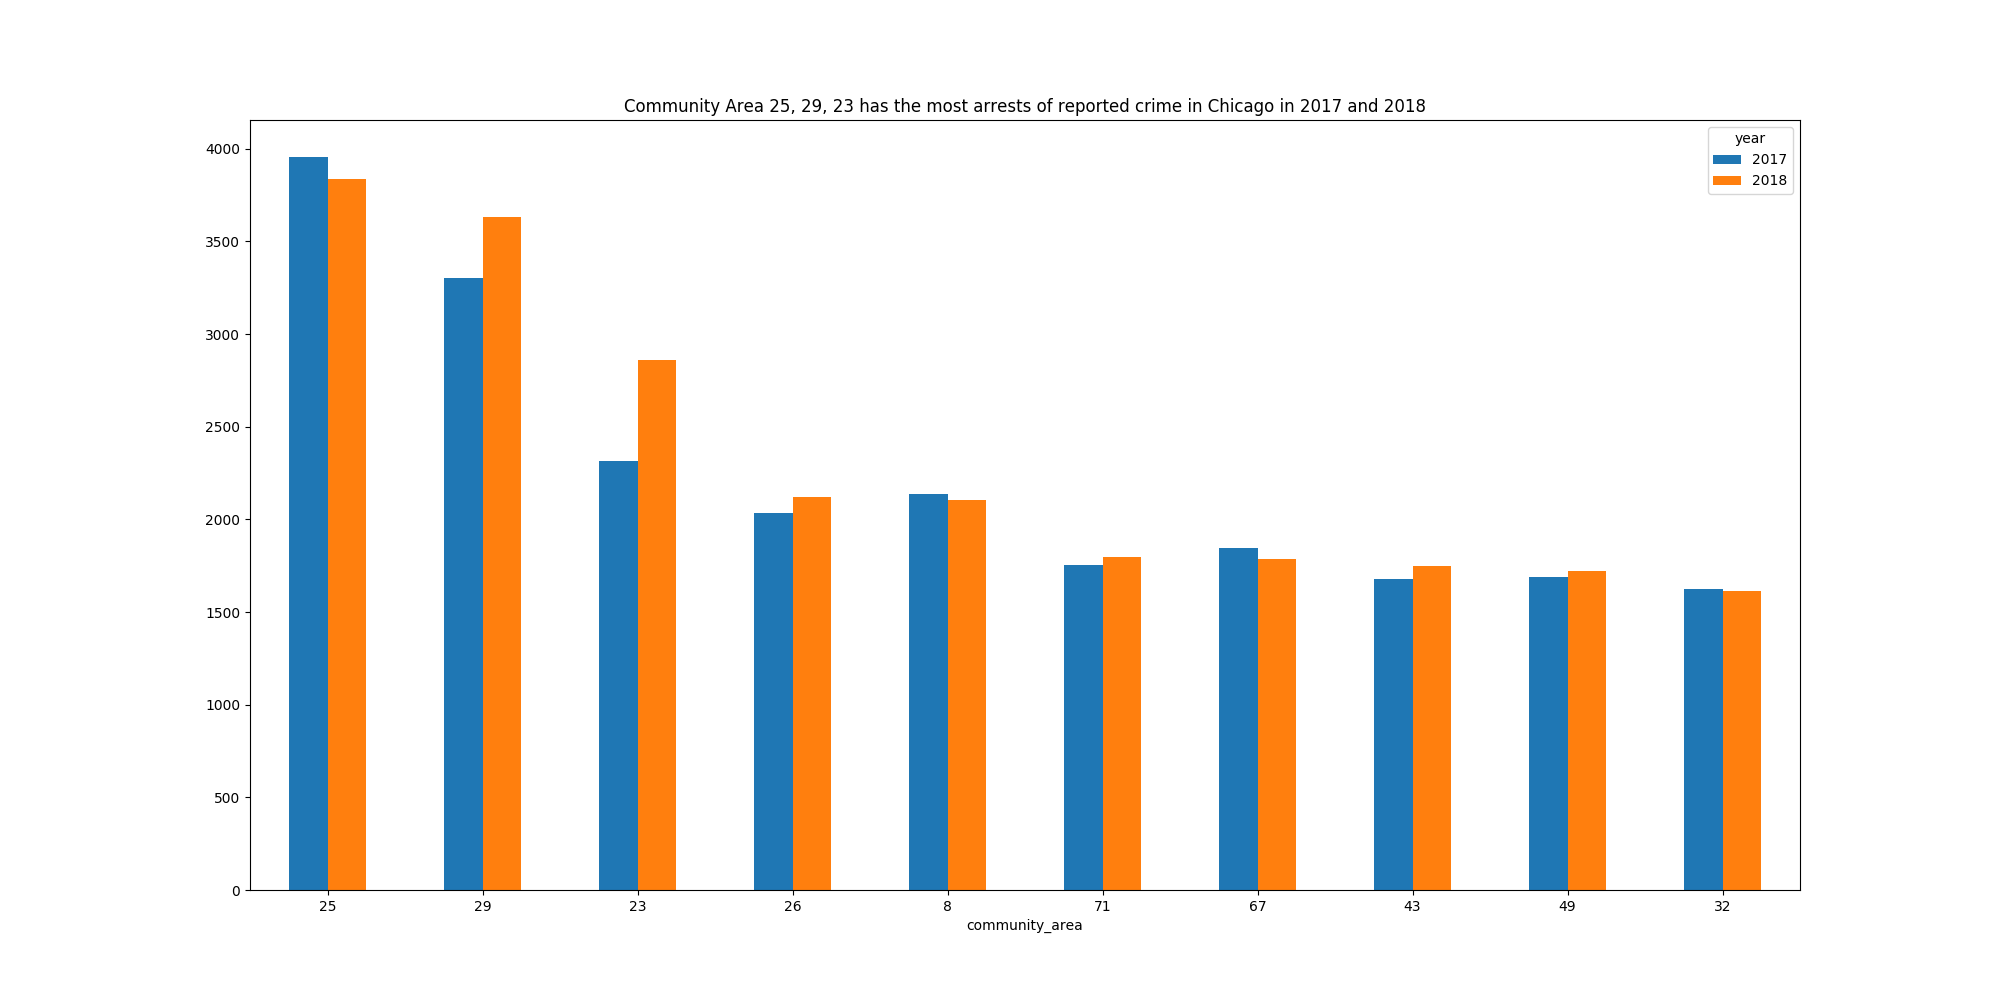 Community Area 25, 29, 23 has the most arrests of reported crime in Chicago in 2017 and 2018
year
2017
2018
4000
3500
3000
2500
2000
1500
1000
500
0
25 29 23 26 8 71 67 43 49 32
community_area